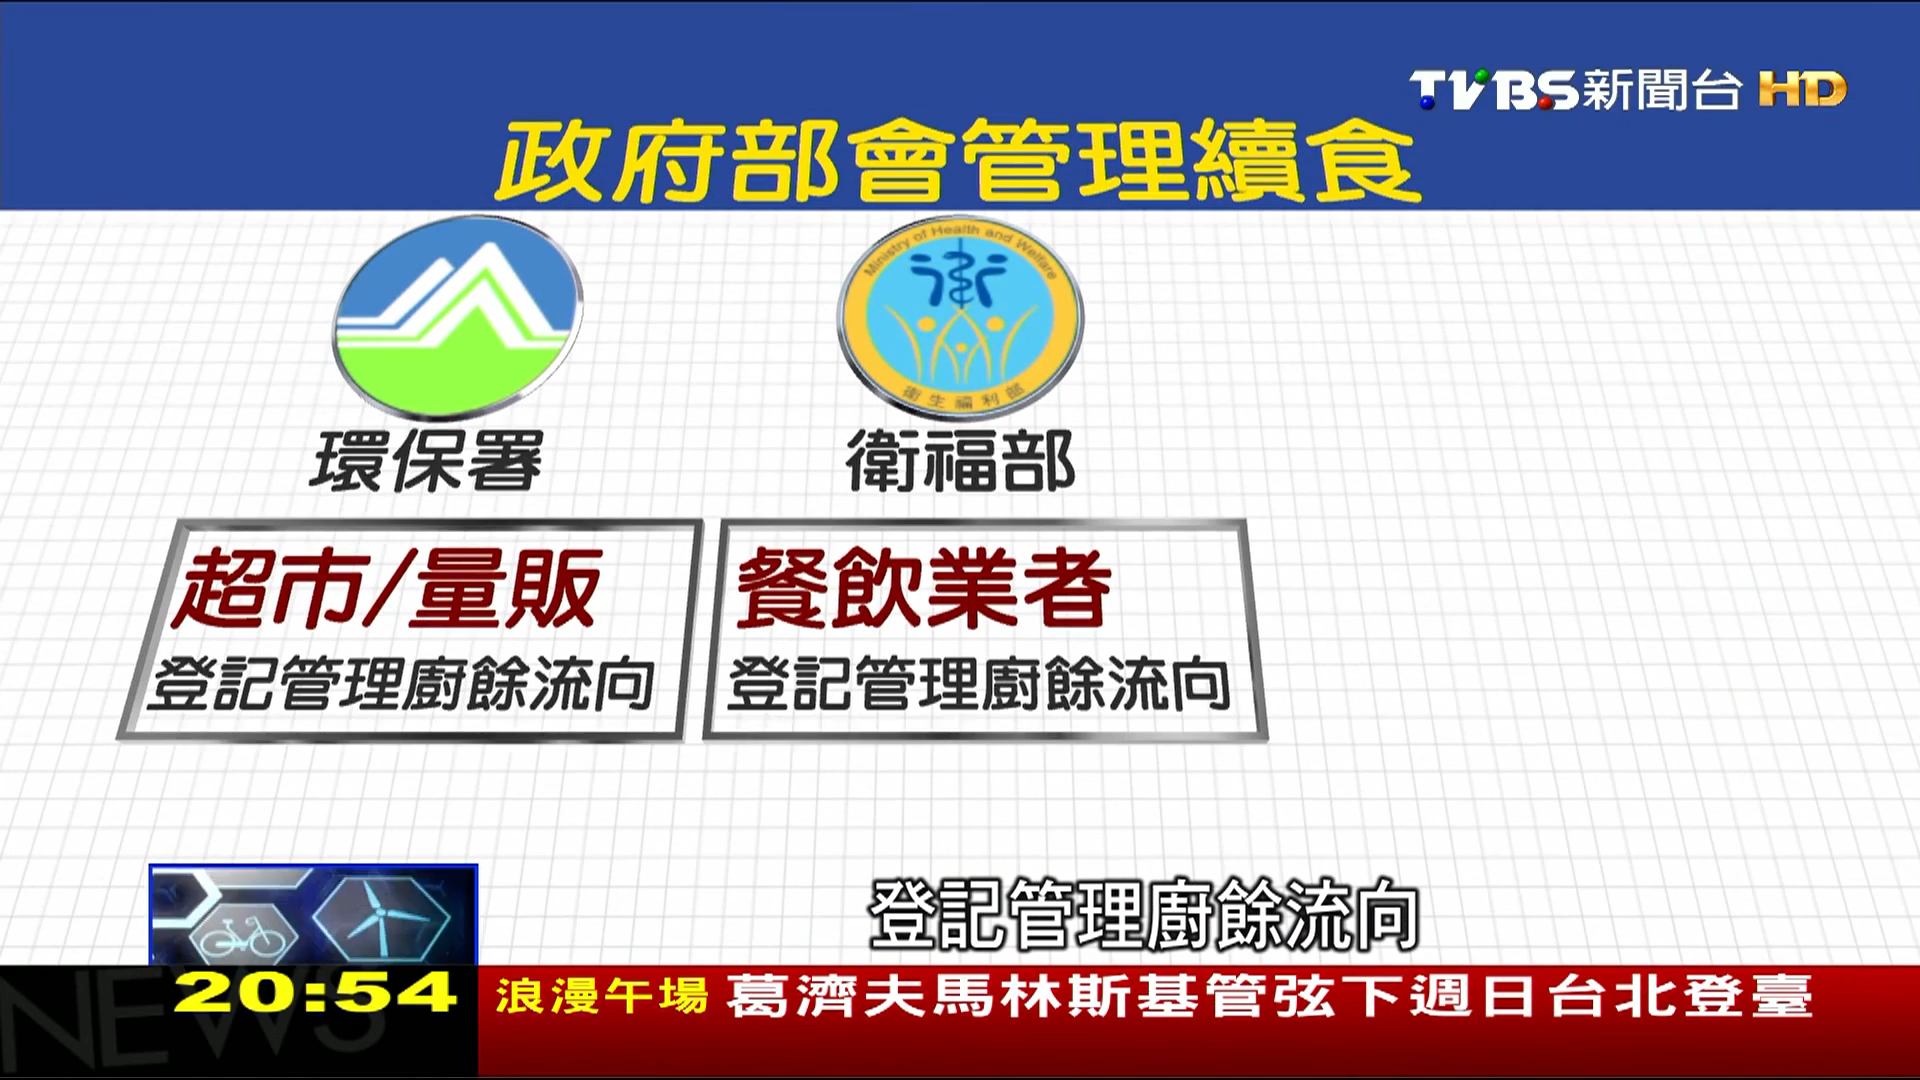 TVBS新聞台 HD
政府部會管理續食
Ministry of Health and Welfare
衛生福利部
環保署
衛福部
超市/量販
登記管理廚餘流向
餐飲業者
登記管理廚餘流向
登記管理廚餘流向
NEWS
20:54
浪漫午場 葛濟夫馬林斯基管弦下週日台北登臺